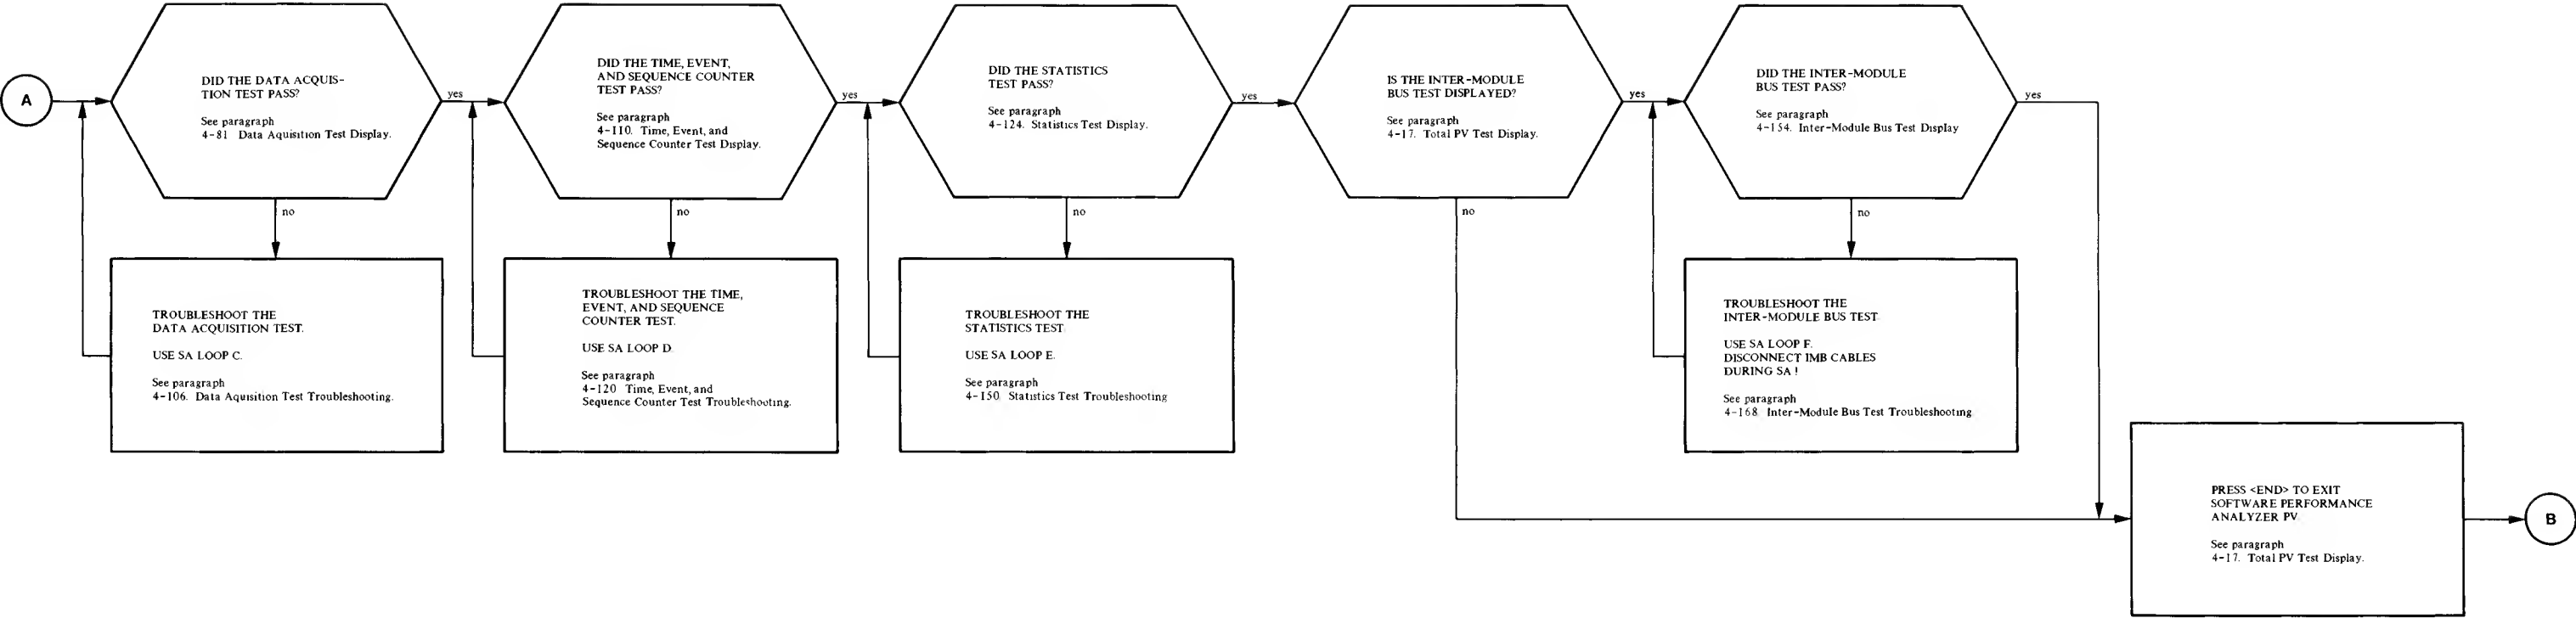 A
DID THE DATA ACQUIS-
TION TEST PASS?
See paragraph
4-81 Data Aquisition Test Display.
yes
no
TROUBLESHOOT THE
DATA ACQUISITION TEST.
USE SA LOOP C.
See paragraph
4-106. Data Aquisition Test Troubleshooting.
DID THE TIME, EVENT,
AND SEQUENCE COUNTER
TEST PASS?
See paragraph
4-110. Time, Event, and
Sequence Counter Test Display.
yes
no
TROUBLESHOOT THE TIME,
EVENT, AND SEQUENCE
COUNTER TEST.
USE SA LOOP D.
See paragraph
4-120 Time, Event, and
Sequence Counter Test Troubleshooting.
DID THE STATISTICS
TEST PASS?
See paragraph
4-124. Statistics Test Display.
yes
no
TROUBLESHOOT THE
STATISTICS TEST
USE SA LOOP E.
See paragraph
4-150. Statistics Test Troubleshooting
IS THE INTER-MODULE
BUS TEST DISPLAYED?
See paragraph
4-17. Total PV Test Display.
yes
no
DID THE INTER-MODULE
BUS TEST PASS?
See paragraph
4-154. Inter-Module Bus Test Display
yes
no
TROUBLESHOOT THE
INTER-MODULE BUS TEST.
USE SA LOOP F.
DISCONNECT IMB CABLES
DURING SA !
See paragraph
4-168. Inter-Module Bus Test Troubleshooting
PRESS <END> TO EXIT
SOFTWARE PERFORMANCE
ANALYZER PV.
See paragraph
4-17. Total PV Test Display.
B